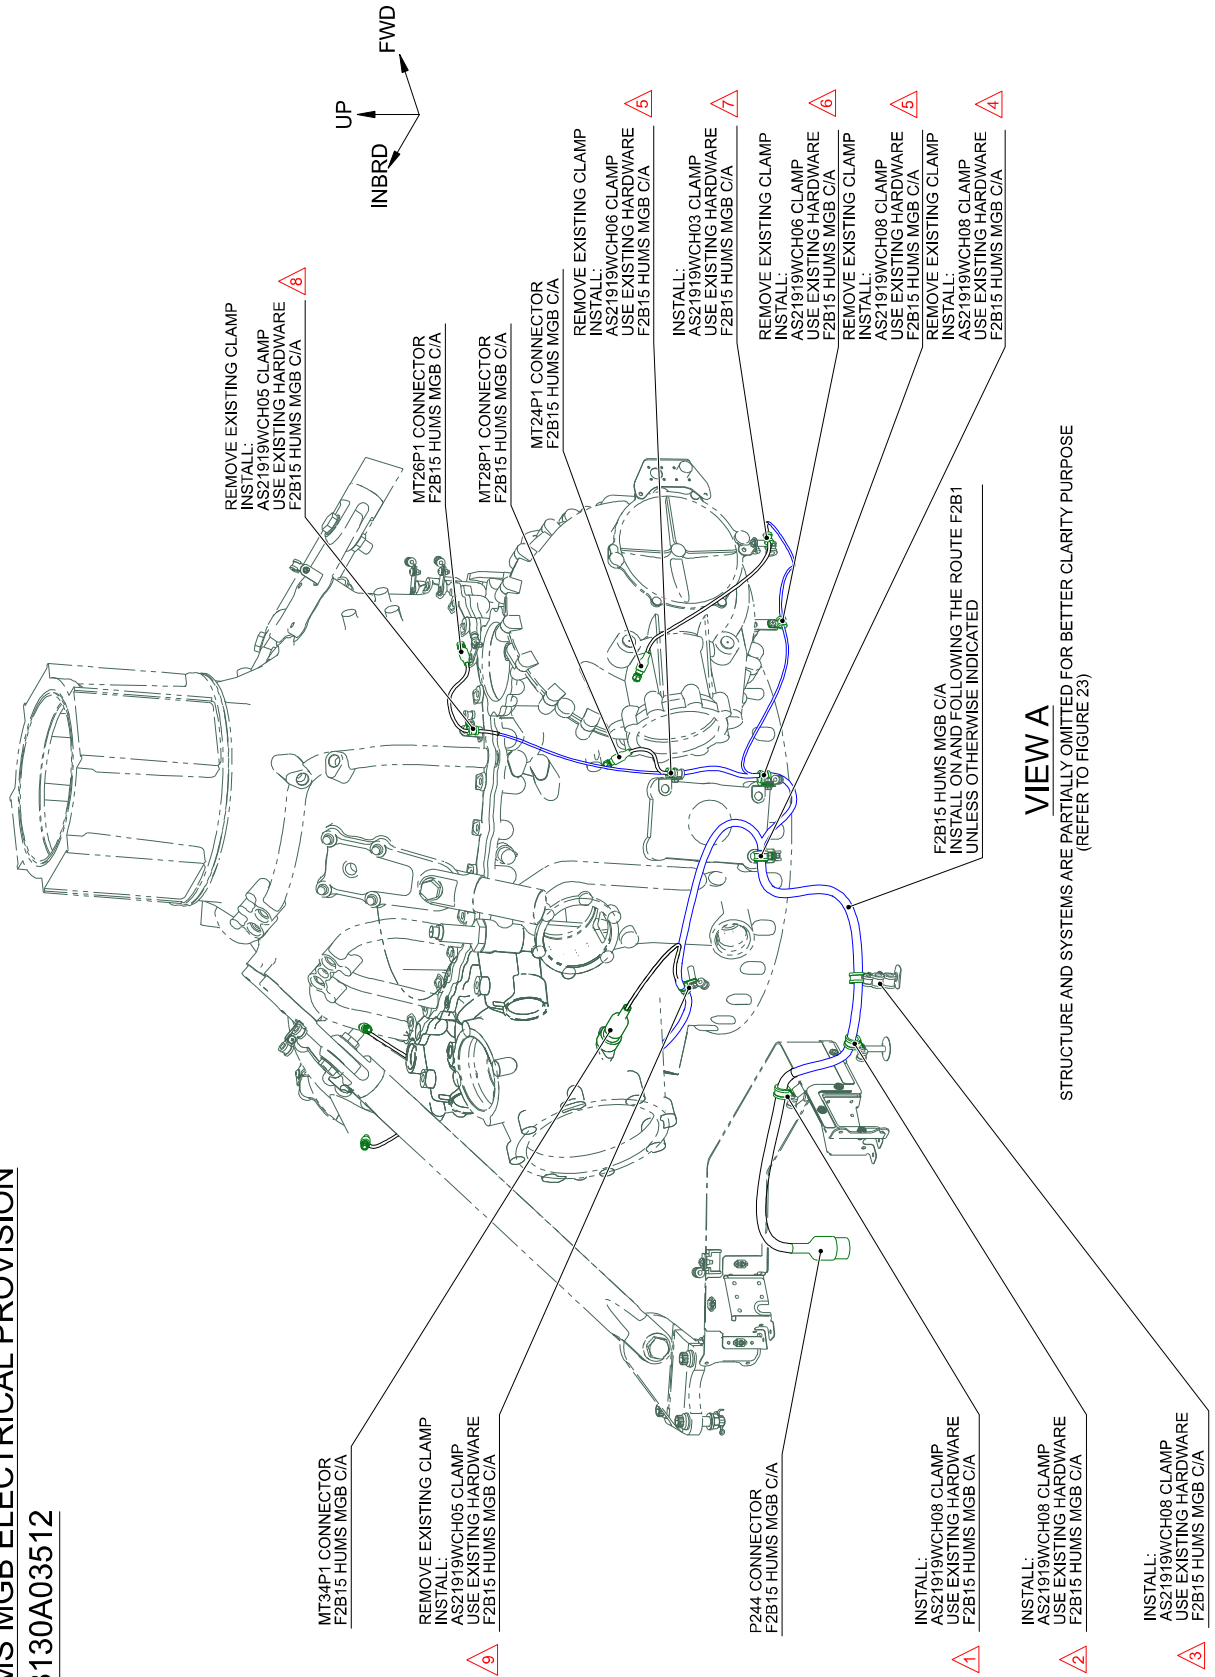 MS MGB ELECTRICAL PROVISION
3130A03512
UP
FWD
INBRD
REMOVE EXISTING CLAMP
INSTALL:
AS21919WCH05 CLAMP
USE EXISTING HARDWARE
F2B15 HUMS MGB C/A
8
MT26P1 CONNECTOR
F2B15 HUMS MGB C/A
MT28P1 CONNECTOR
F2B15 HUMS MGB C/A
MT24P1 CONNECTOR
F2B15 HUMS MGB C/A
REMOVE EXISTING CLAMP
INSTALL:
AS21919WCH06 CLAMP
USE EXISTING HARDWARE
F2B15 HUMS MGB C/A
5
INSTALL:
AS21919WCH03 CLAMP
USE EXISTING HARDWARE
F2B15 HUMS MGB C/A
7
REMOVE EXISTING CLAMP
INSTALL:
AS21919WCH06 CLAMP
USE EXISTING HARDWARE
F2B15 HUMS MGB C/A
6
REMOVE EXISTING CLAMP
INSTALL:
AS21919WCH08 CLAMP
USE EXISTING HARDWARE
F2B15 HUMS MGB C/A
5
REMOVE EXISTING CLAMP
INSTALL:
AS21919WCH08 CLAMP
USE EXISTING HARDWARE
F2B15 HUMS MGB C/A
4
MT34P1 CONNECTOR
F2B15 HUMS MGB C/A
REMOVE EXISTING CLAMP
INSTALL:
AS21919WCH05 CLAMP
USE EXISTING HARDWARE
F2B15 HUMS MGB C/A
9
P244 CONNECTOR
F2B15 HUMS MGB C/A
INSTALL:
AS21919WCH08 CLAMP
USE EXISTING HARDWARE
F2B15 HUMS MGB C/A
1
INSTALL:
AS21919WCH08 CLAMP
USE EXISTING HARDWARE
F2B15 HUMS MGB C/A
2
INSTALL:
AS21919WCH08 CLAMP
USE EXISTING HARDWARE
F2B15 HUMS MGB C/A
3
F2B15 HUMS MGB C/A
INSTALL ON AND FOLLOWING THE ROUTE F2B1
UNLESS OTHERWISE INDICATED
VIEW A
STRUCTURE AND SYSTEMS ARE PARTIALLY OMITTED FOR BETTER CLARITY PURPOSE
(REFER TO FIGURE 23)